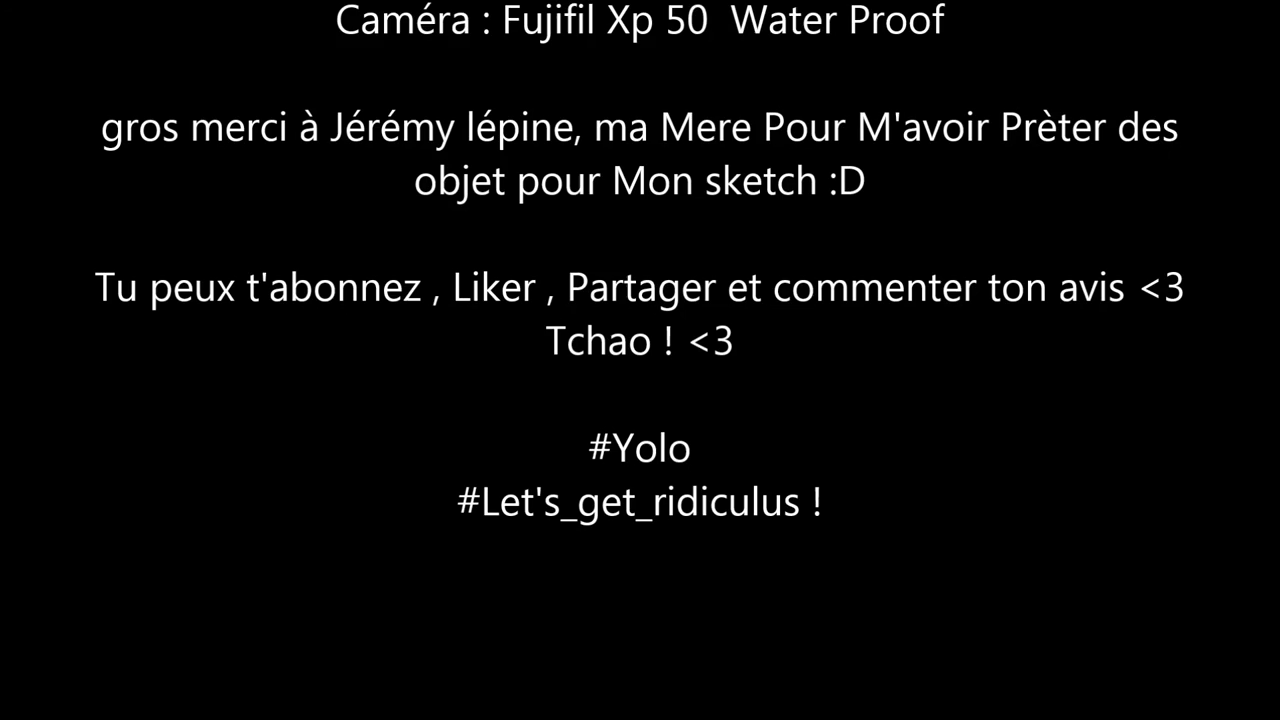 Caméra : Fujifil Xp 50 Water Proof
gros merci à Jérémy lépine, ma Mere Pour M'avoir Prèter des
objet pour Mon sketch :D
Tu peux t'abonnez , Liker , Partager et commenter ton avis <3
Tchao ! <3
#Yolo
#Let's_get_ridiculus !